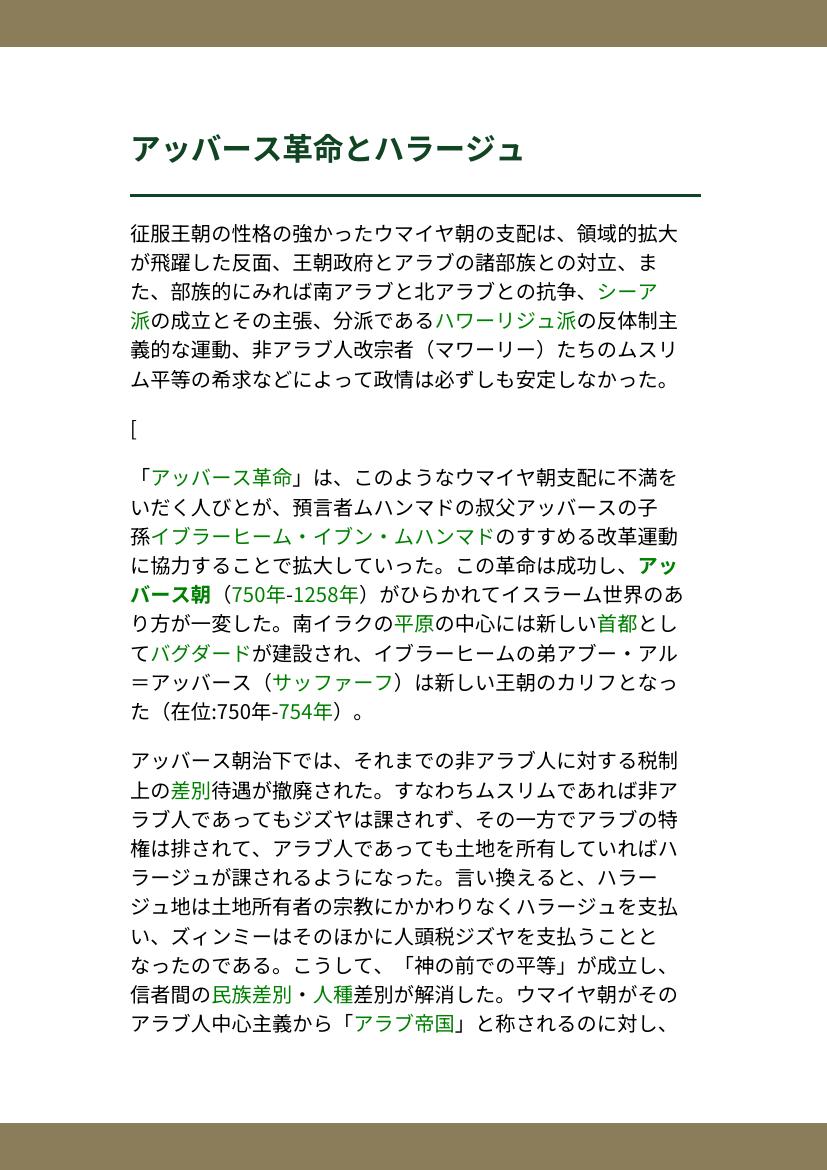 アッバース革命とハラージュ
征服王朝の性格の強かったウマイヤ朝の支配は、領域的拡大
が飛躍した反面、王朝政府とアラブの諸部族との対立、ま
た、部族的にみれば南アラブと北アラブとの抗争、シーア
派の成立とその主張、分派であるハワーリジュ派の反体制主
義的な運動、非アラブ人改宗者（マワーリー）たちのムスリ
ム平等の希求などによって政情は必ずしも安定しなかった。
[
「アッバース革命」は、このようなウマイヤ朝支配に不満を
いだく人びとが、預言者ムハンマドの叔父アッバースの子
孫イブラーヒーム・イブン・ムハンマドのすすめる改革運動
に協力することで拡大していった。この革命は成功し、アッ
バース朝（750年-1258年）がひらかれてイスラーム世界のあ
り方が一変した。南イラクの平原の中心には新しい首都とし
てバグダードが建設され、イブラーヒームの弟アブー・アル
＝アッバース（サッファーフ）は新しい王朝のカリフとなっ
た（在位:750年-754年）。
アッバース朝治下では、それまでの非アラブ人に対する税制
上の差別待遇が撤廃された。すなわちムスリムであれば非ア
ラブ人であってもジズヤは課されず、その一方でアラブの特
権は排されて、アラブ人であっても土地を所有していればハ
ラージュが課されるようになった。言い換えると、ハラー
ジュ地は土地所有者の宗教にかかわりなくハラージュを支払
い、ズィンミーはそのほかに人頭税ジズヤを支払うことと
なったのである。こうして、「神の前での平等」が成立し、
信者間の民族差別・人種差別が解消した。ウマイヤ朝がその
アラブ人中心主義から「アラブ帝国」と称されるのに対し、